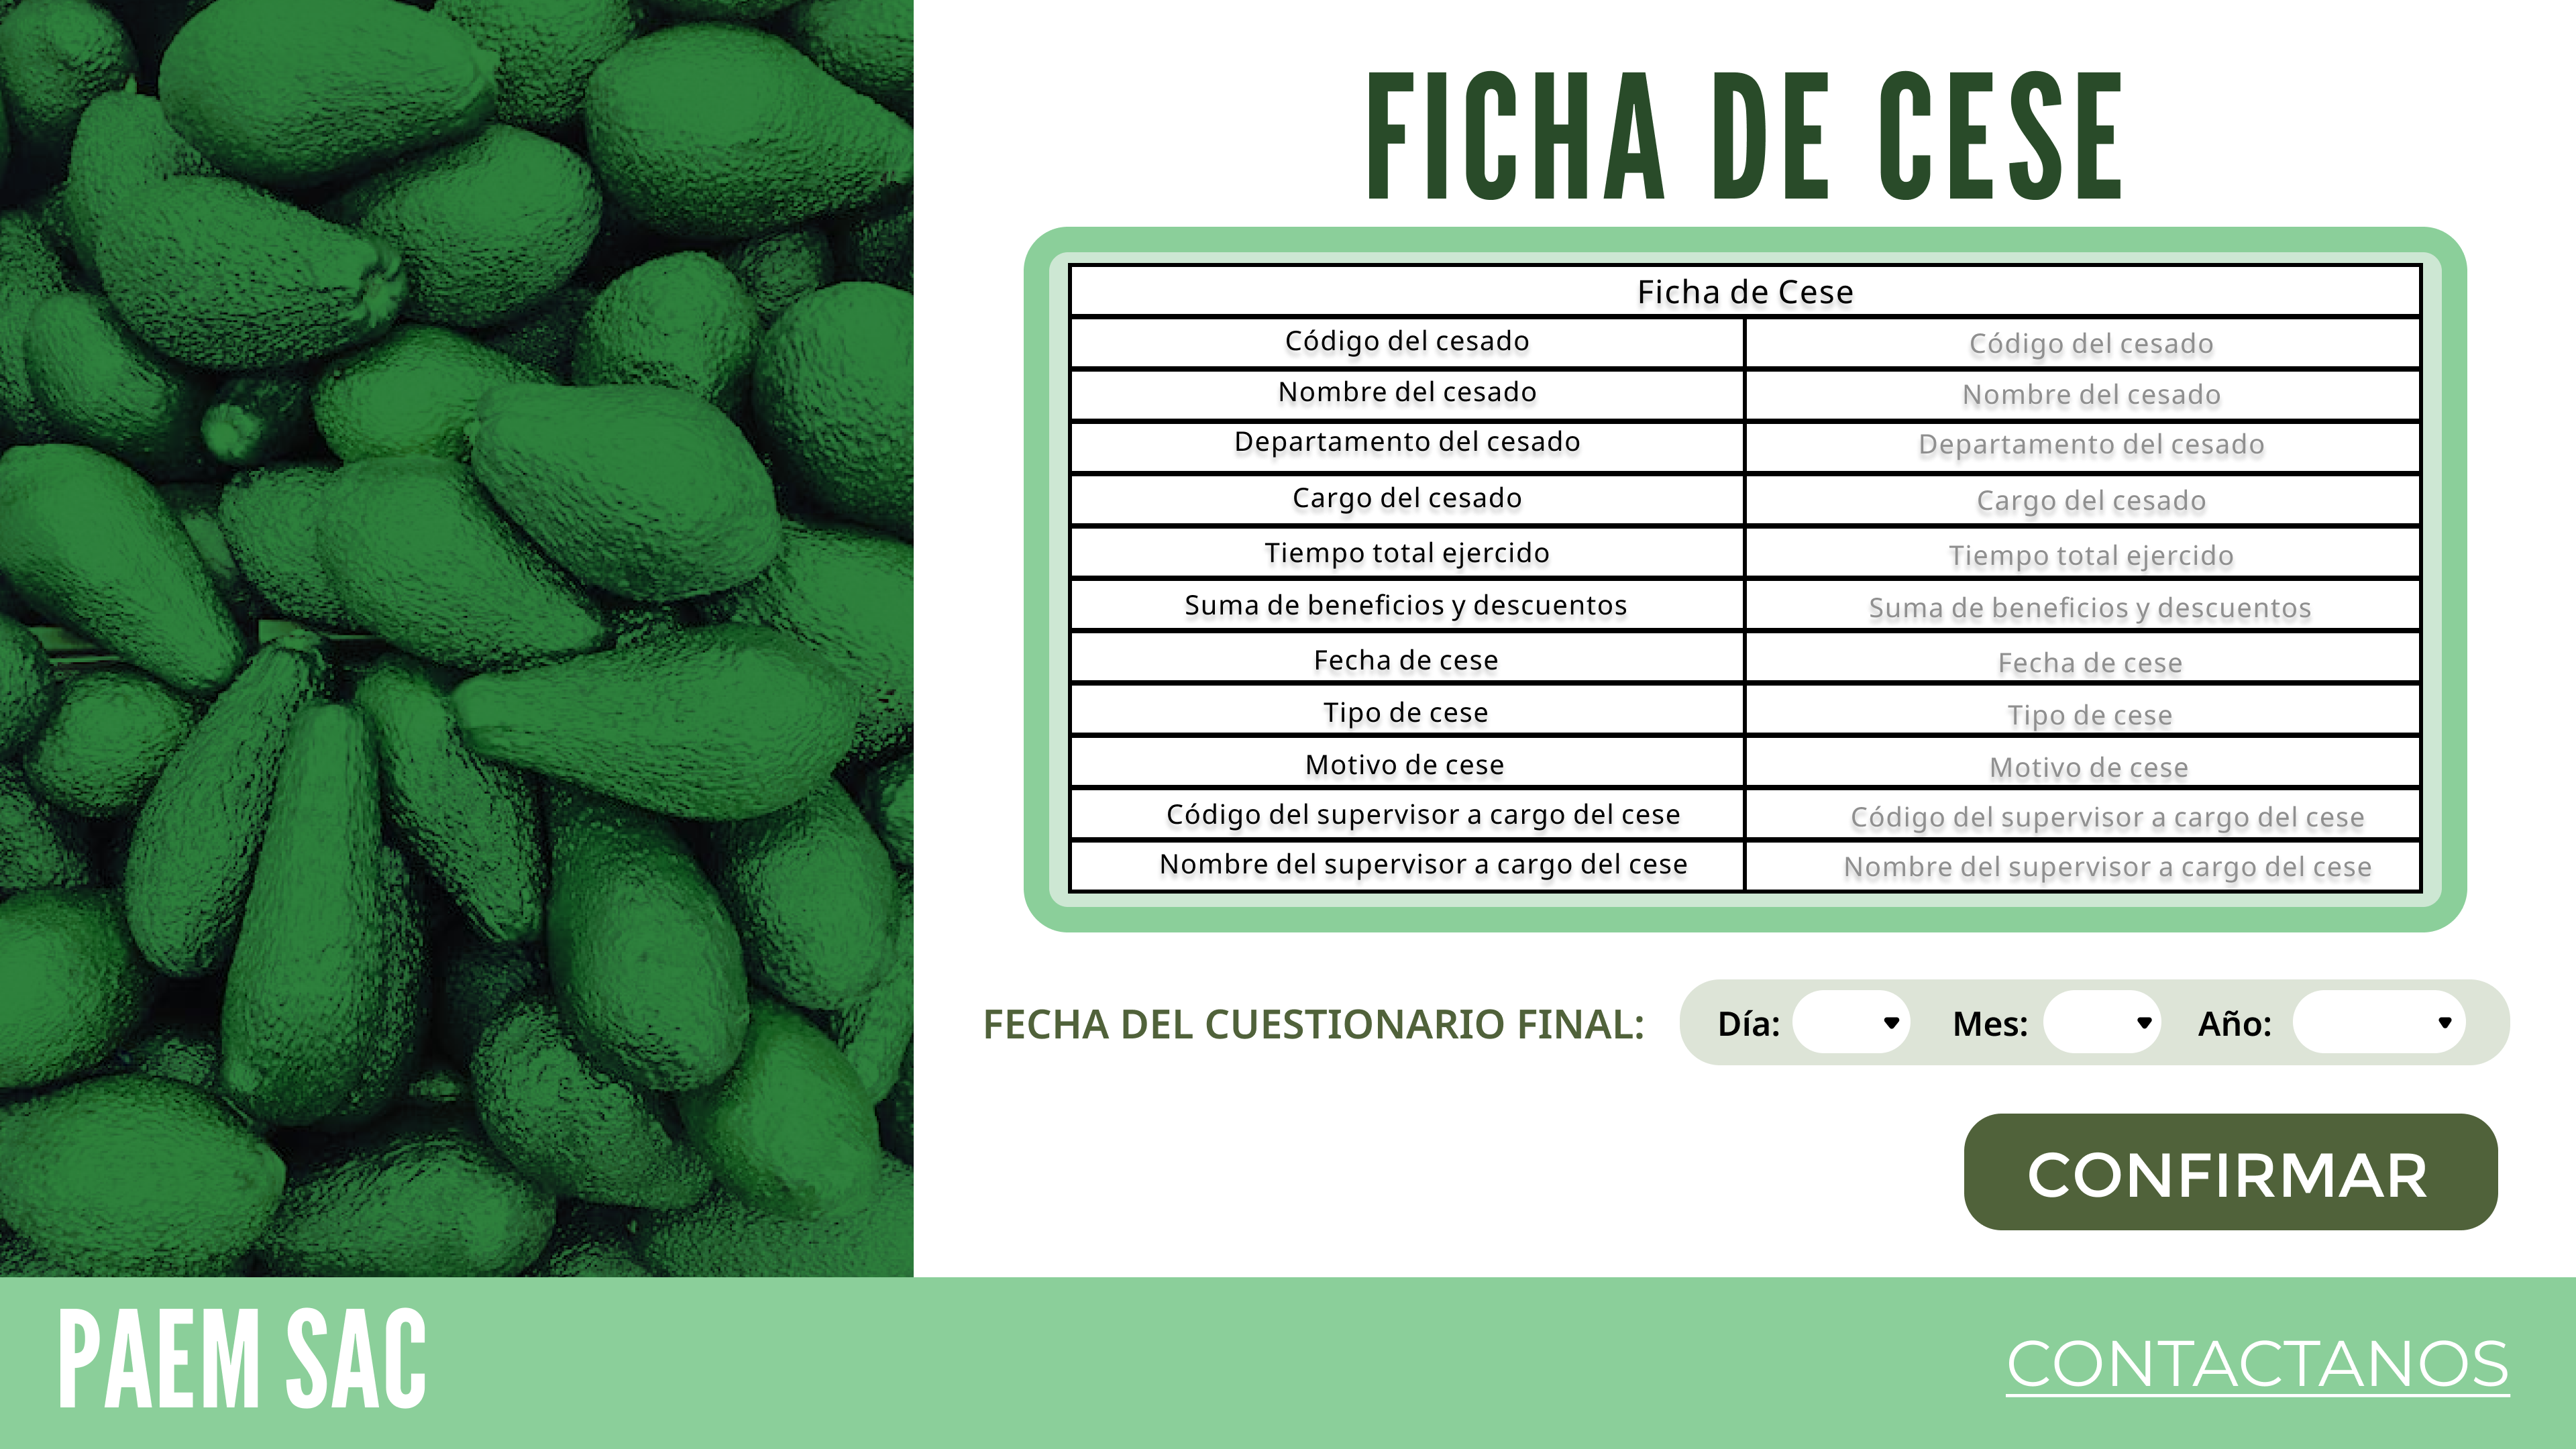 FICHA DE CESE
Ficha de Cese
Código del cesado Código del cesado
Nombre del cesado Nombre del cesado
Departamento del cesado Departamento del cesado
Cargo del cesado Cargo del cesado
Tiempo total ejercido Tiempo total ejercido
Suma de beneficios y descuentos Suma de beneficios y descuentos
Fecha de cese Fecha de cese
Tipo de cese Tipo de cese
Motivo de cese Motivo de cese
Código del supervisor a cargo del cese Código del supervisor a cargo del cese
Nombre del supervisor a cargo del cese Nombre del supervisor a cargo del cese
FECHA DEL CUESTIONARIO FINAL: Día: Mes: Año:
CONFIRMAR
PAEM SAC CONTACTANOS